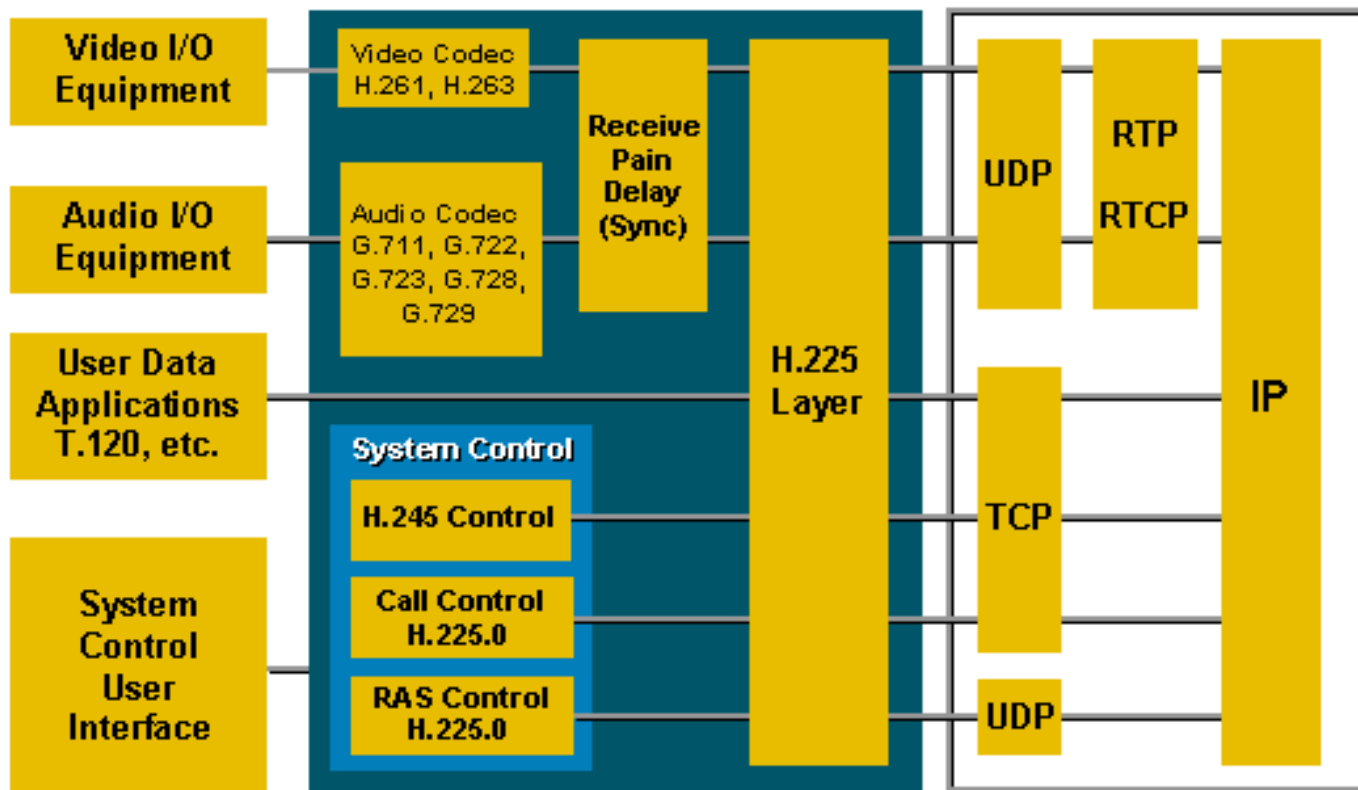 Video I/O
Equipment
Audio I/O
Equipment
User Data
Applications
T.120, etc.
System
Control
User
Interface
Video Codec
H.261, H.263
Audio Codec
G.711, G.722,
G.723, G.728,
G.729
Receive
Pain
Delay
(Sync)
System Control
H.245 Control
Call Control
H.225.0
RAS Control
H.225.0
H.225
Layer
UDP
RTP
RTCP
TCP
UDP
IP